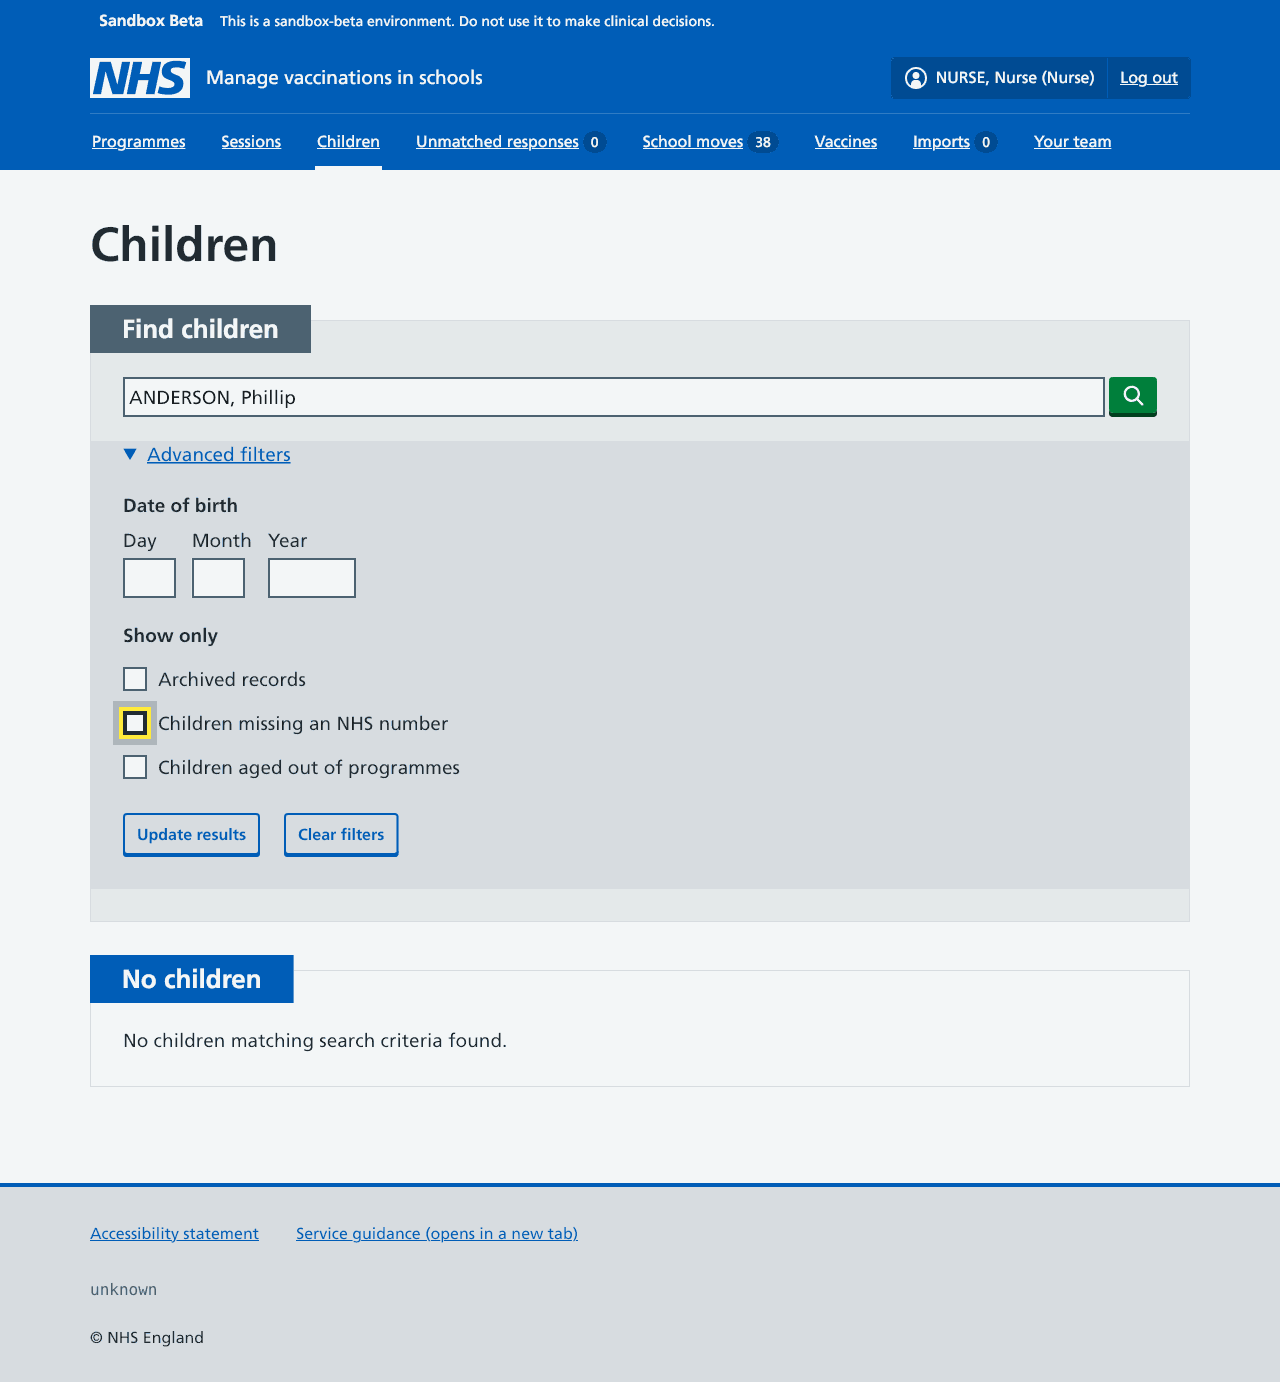 Sandbox Beta This is a sandbox-beta environment. Do not use it to make clinical decisions.
NHS Manage vaccinations in schools NURSE, Nurse (Nurse) Log out
Programmes Sessions Children Unmatched responses 0 School moves 38 Vaccines Imports 0 Your team
Children
Find children
ANDERSON, Phillip
Advanced filters
Date of birth
Day Month Year
Show only
Archived records
Children missing an NHS number
Children aged out of programmes
Update results Clear filters
No children
No children matching search criteria found.
Accessibility statement Service guidance (opens in a new tab)
unknown
© NHS England